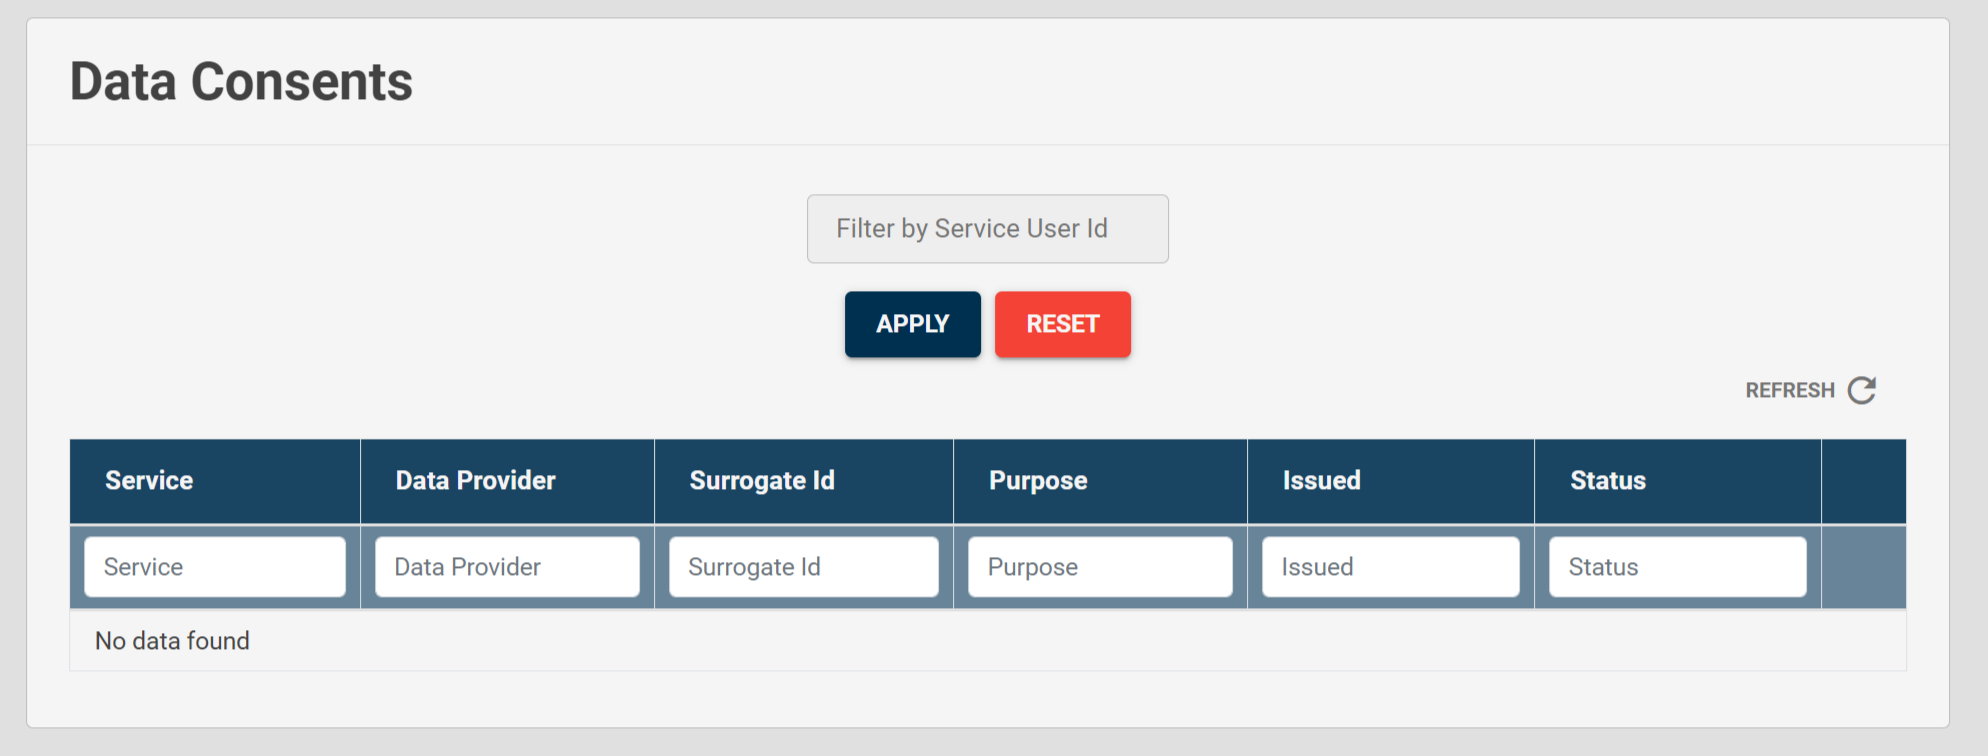 Data Consents
Filter by Service User Id
APPLY RESET
REFRESH
Service Data Provider Surrogate Id Purpose Issued Status
Service Data Provider Surrogate Id Purpose Issued Status
No data found